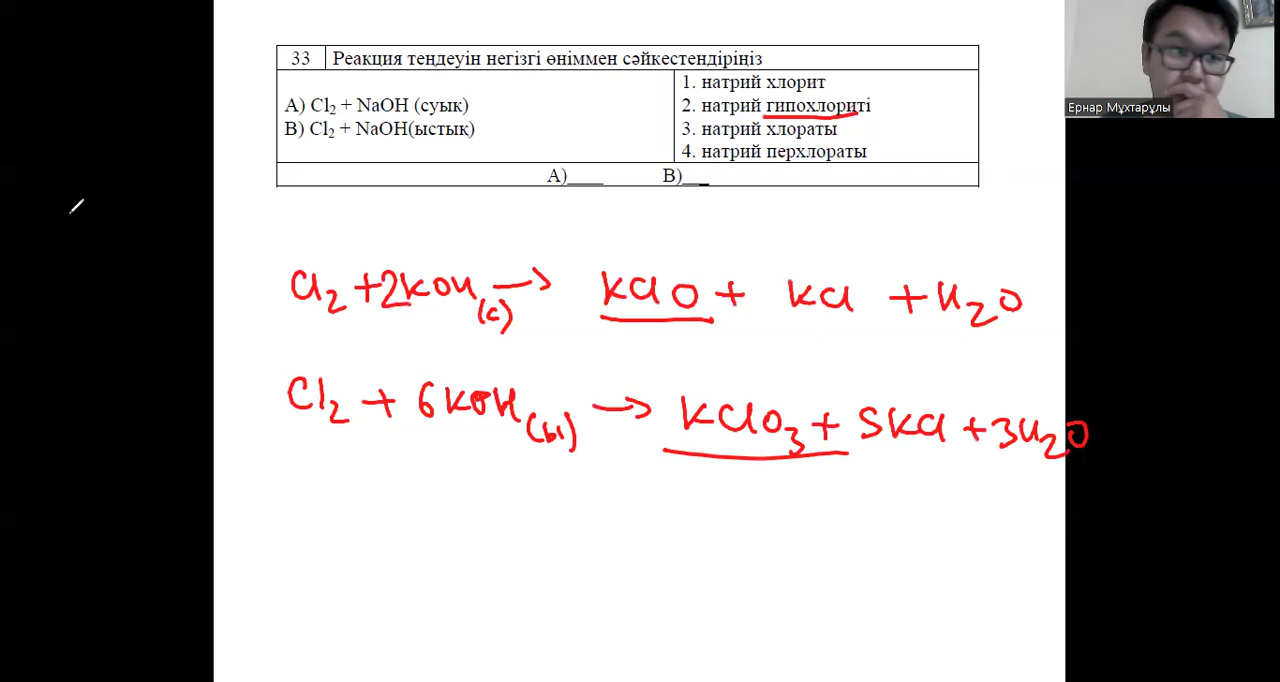 33 Реакция теңдеуін негізгі өніммен сәйкестендіріңіз
А) Cl₂ + NaOH (суық)
В) Cl₂ + NaOH(ыстық)
1. натрий хлорит
2. натрий гипохлориті
3. натрий хлораты
4. натрий перхлораты
А)____ В)___
Ернар Мұхтарұлы
Cl₂ + 2KOH (с) → KClO + KCl + H₂O
Cl₂ + 6KOH (ы) → KClO₃ + 5KCl + 3H₂O